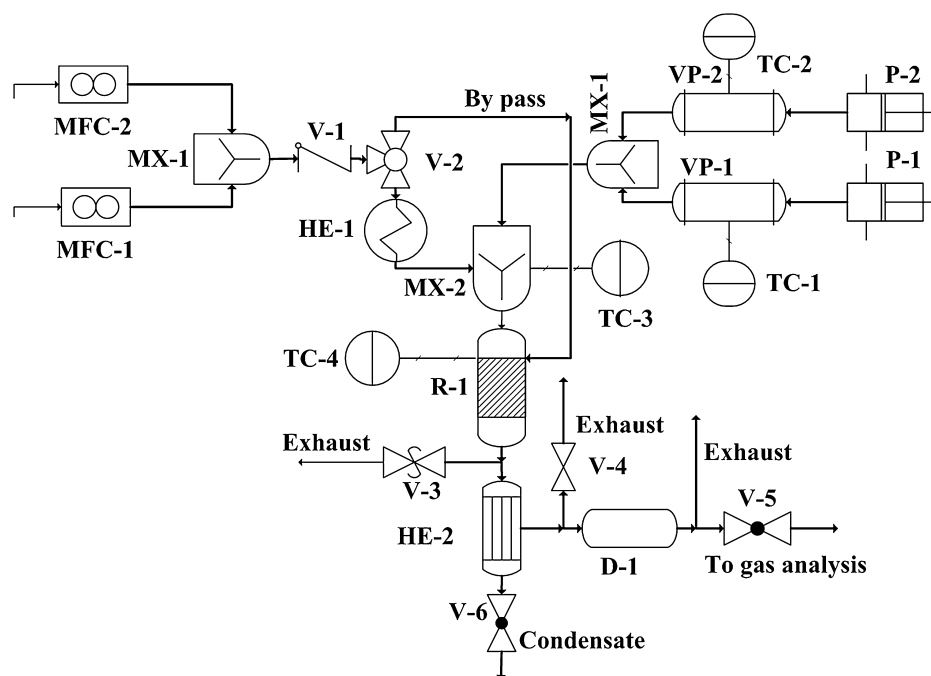 TC-2
VP-2
P-2
MX-1
By pass
V-1
MFC-2
MX-1
V-2
VP-1
P-1
HE-1
MFC-1
MX-2
TC-1
TC-3
TC-4
R-1
Exhaust
Exhaust
Exhaust
V-4
V-3
V-5
HE-2
D-1
To gas analysis
V-6
Condensate